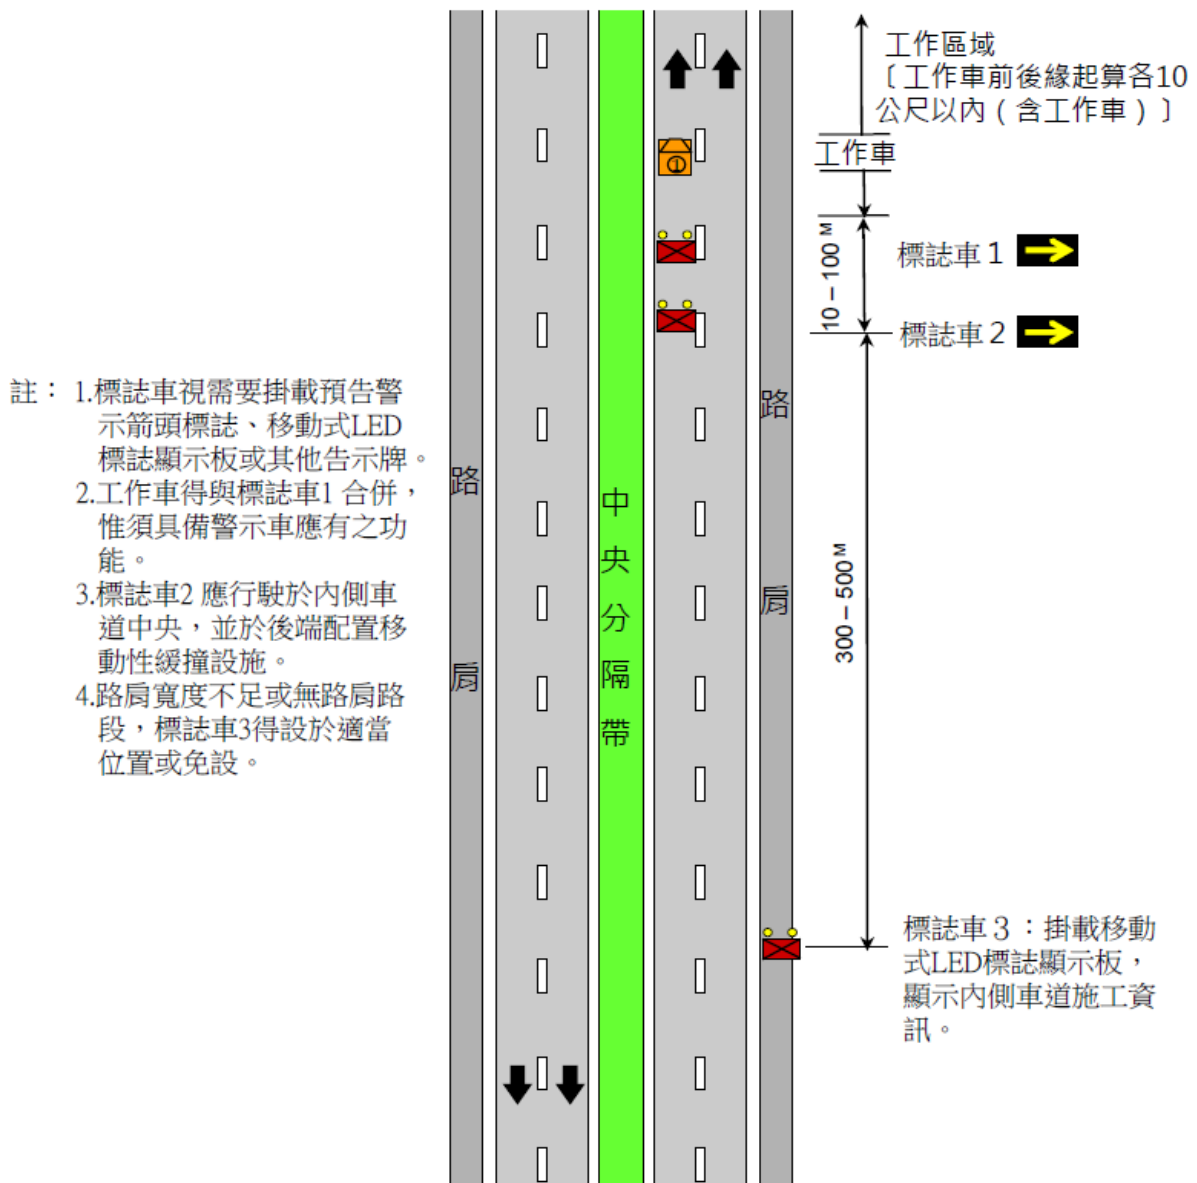 工作區域
〔工作車前後緣起算各10
公尺以內（含工作車）〕
工作車
①
10－100 M
標誌車 1
標誌車 2
註： 1.標誌車視需要掛載預告警
示箭頭標誌、移動式LED
標誌顯示板或其他告示牌。
2.工作車得與標誌車1 合併，
惟須具備警示車應有之功
能。
3.標誌車2 應行駛於內側車
道中央，並於後端配置移
動性緩撞設施。
4.路肩寬度不足或無路肩路
段，標誌車3得設於適當
位置或免設。
路肩
中央分隔帶
路肩
300－500 M
標誌車 3 ：掛載移動
式LED標誌顯示板，
顯示內側車道施工資
訊。